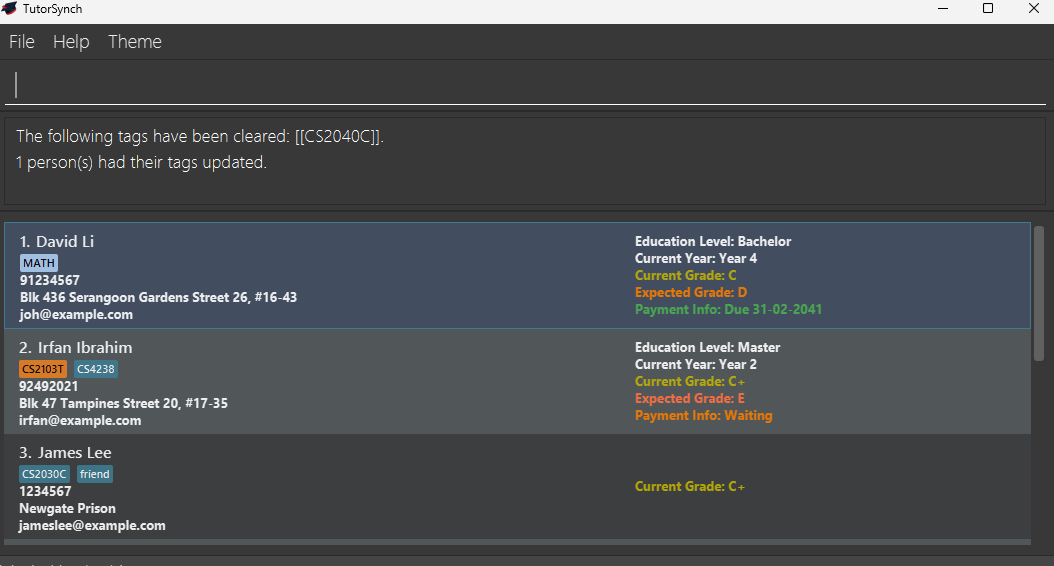 TutorSynch
File Help Theme
The following tags have been cleared: [[CS2040C]].
1 person(s) had their tags updated.
1. David Li
MATH
91234567
Blk 436 Serangoon Gardens Street 26, #16-43
joh@example.com
Education Level: Bachelor
Current Year: Year 4
Current Grade: C
Expected Grade: D
Payment Info: Due 31-02-2041
2. Irfan Ibrahim
CS2103T CS4238
92492021
Blk 47 Tampines Street 20, #17-35
irfan@example.com
Education Level: Master
Current Year: Year 2
Current Grade: C+
Expected Grade: E
Payment Info: Waiting
3. James Lee
CS2030C friend
1234567
Newgate Prison
jameslee@example.com
Current Grade: C+